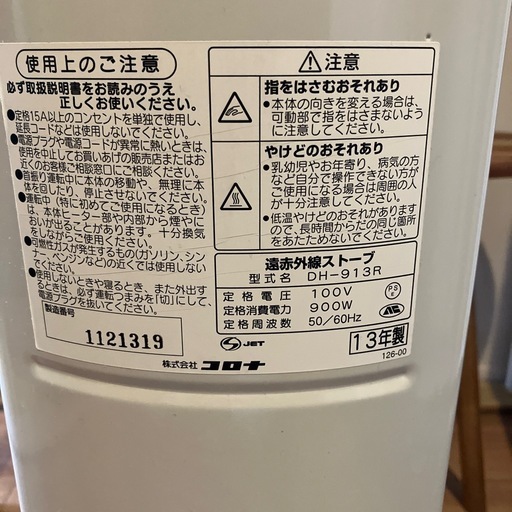 使用上のご注意
必ず取扱説明書をお読みのうえ
正しくお使いください。
●定格15A以上のコンセントを単独で使用し、
延長コードなどは使用しないでください。
●電源プラグや電源コードが異常に熱いときは、
使用を中止してお買いあげの販売店またはお
近くのお客様ご相談窓口にご相談ください。
●首振り運転中に本体の移動や、無理に本
体を回したり、停止させないでください。
●運転中(特に初めてご使用になるとき)
は、本体ヒーター部や内部から煙やに
おいが出ることがあります。十分換気
をしながらご使用ください。
●可燃性ガスが発生するもの(ガソリン、シン
ナー、ベンジンなど)の近くでは使用しない
でください。
●使用しないときや寝るとき、また外出す
るときは、必ず運転つまみを「切」にして、
電源プラグを抜いてください。
製造番号
1121319
注意
指をはさむおそれあり
●本体の向きを変える場合は、
可動部で指をはさまないよう
に注意してください。
やけどのおそれあり
●乳幼児やお年寄り、病気の方
など自分で操作できない方が
ご使用になる場合は周囲の人
が十分注意してください。
●低温やけどのおそれがあります
ので、長時間からだの同じ箇所
をあたためないでください。
遠赤外線ストーブ
型式名 DH-913R
定格電圧 100V
定格消費電力 900W
定格周波数 50/60Hz
PS
E
S JET
13年製
株式会社 コロナ
126-00